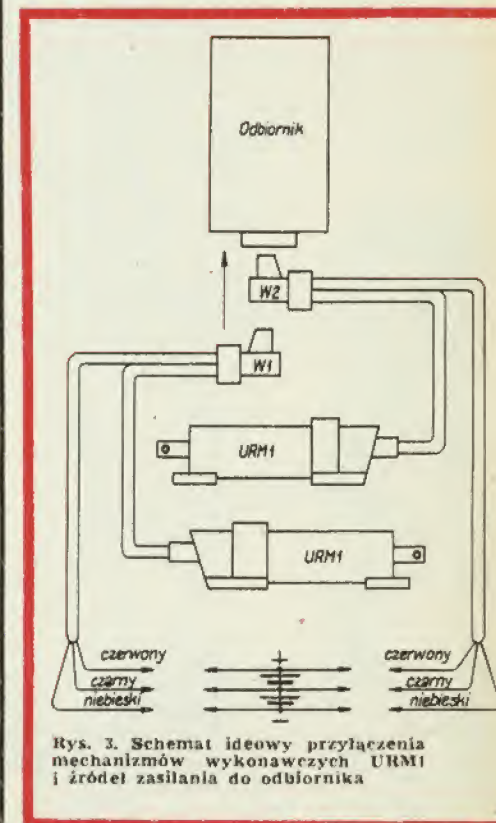 Odbiornik
W2
W1
URM1
URM1
czerwony
czarny
niebieski
+
−
czerwony
czarny
niebieski
Rys. 3. Schemat ideowy przyłączenia
mechanizmów wykonawczych URM1
i źródeł zasilania do odbiornika